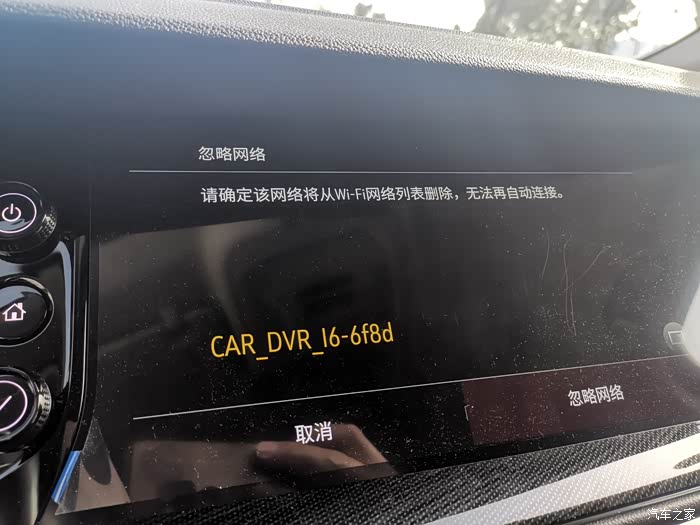 忽略网络
请确定该网络将从Wi-Fi网络列表删除，无法再自动连接。
CAR_DVR_I6-6f8d
取消
忽略网络
汽车之家